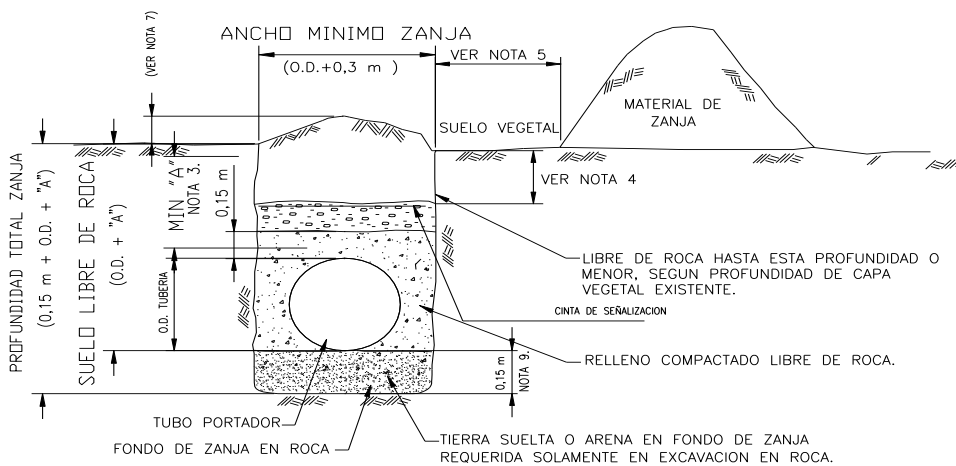 ANCHO MINIMO ZANJA
(O.D.+0,3 m )
VER NOTA 5
(VER NOTA 7)
MATERIAL DE
ZANJA
SUELO VEGETAL
VER NOTA 4
PROFUNDIDAD TOTAL ZANJA
(0,15 m + O.D. + "A")
SUELO LIBRE DE ROCA
(O.D. + "A")
MIN "A"
NOTA 3.
0,15 m
O.D. TUBERIA
LIBRE DE ROCA HASTA ESTA PROFUNDIDAD O
MENOR, SEGUN PROFUNDIDAD DE CAPA
VEGETAL EXISTENTE.
CINTA DE SEÑALIZACION
RELLENO COMPACTADO LIBRE DE ROCA.
0,15 m
NOTA 9.
TUBO PORTADOR
FONDO DE ZANJA EN ROCA
TIERRA SUELTA O ARENA EN FONDO DE ZANJA
REQUERIDA SOLAMENTE EN EXCAVACION EN ROCA.